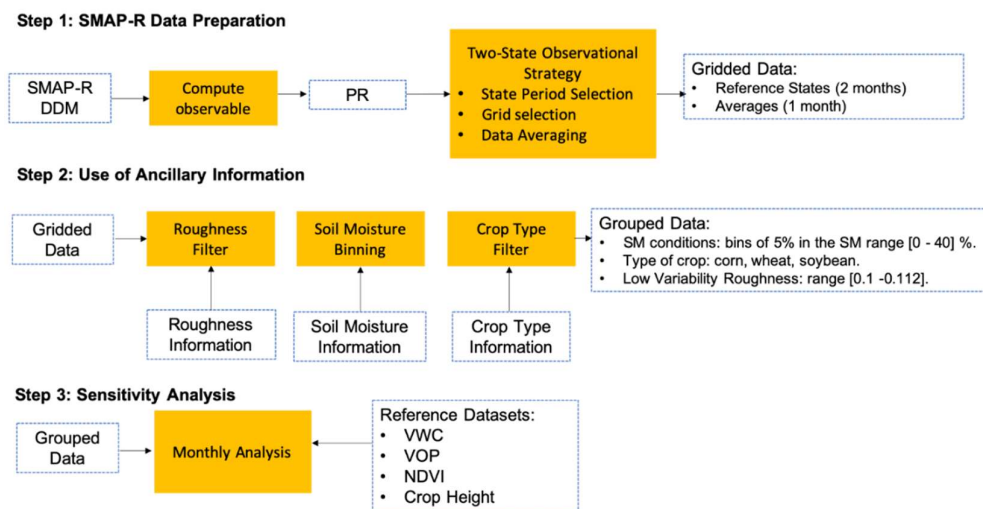 Step 1: SMAP-R Data Preparation
SMAP-R
DDM
Compute
observable
PR
Two-State Observational
Strategy
• State Period Selection
• Grid selection
• Data Averaging
Gridded Data:
• Reference States (2 months)
• Averages (1 month)
Step 2: Use of Ancillary Information
Gridded
Data
Roughness
Filter
Soil Moisture
Binning
Crop Type
Filter
Grouped Data:
• SM conditions: bins of 5% in the SM range [0 - 40] %.
• Type of crop: corn, wheat, soybean.
• Low Variability Roughness: range [0.1 -0.112].
Roughness
Information
Soil Moisture
Information
Crop Type
Information
Step 3: Sensitivity Analysis
Grouped
Data
Monthly Analysis
Reference Datasets:
• VWC
• VOP
• NDVI
• Crop Height